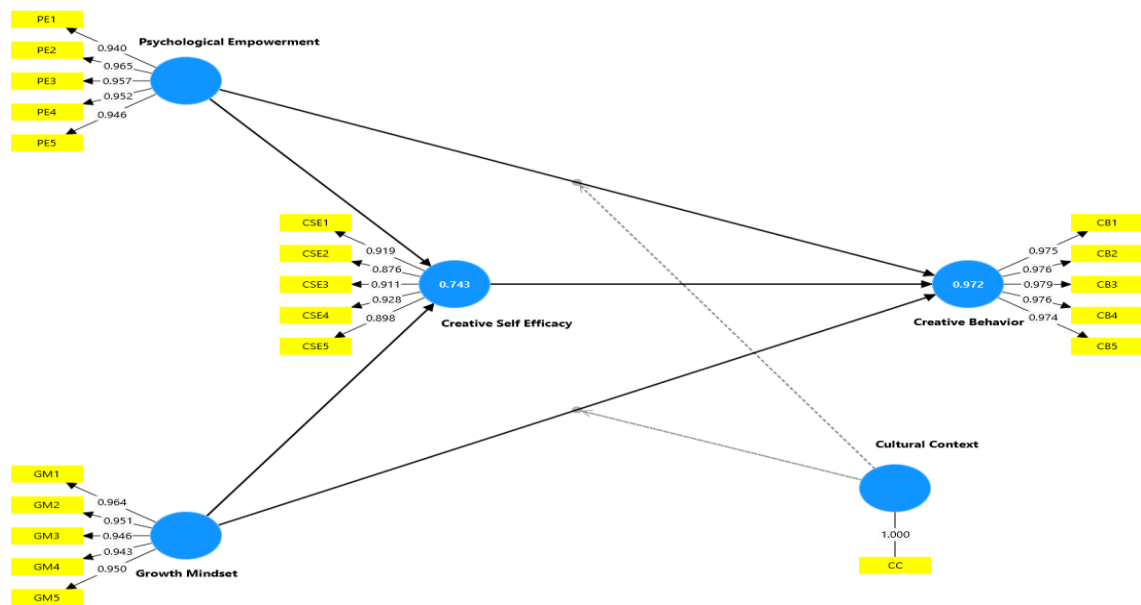 PE1
PE2
PE3
PE4
PE5
0.940
0.965
0.957
0.952
0.946
Psychological Empowerment
CSE1
CSE2
CSE3
CSE4
CSE5
0.919
0.876
0.911
0.928
0.898
0.743
Creative Self Efficacy
0.972
Creative Behavior
0.975
0.976
0.979
0.976
0.974
CB1
CB2
CB3
CB4
CB5
GM1
GM2
GM3
GM4
GM5
0.964
0.951
0.946
0.943
0.950
Growth Mindset
Cultural Context
1.000
CC